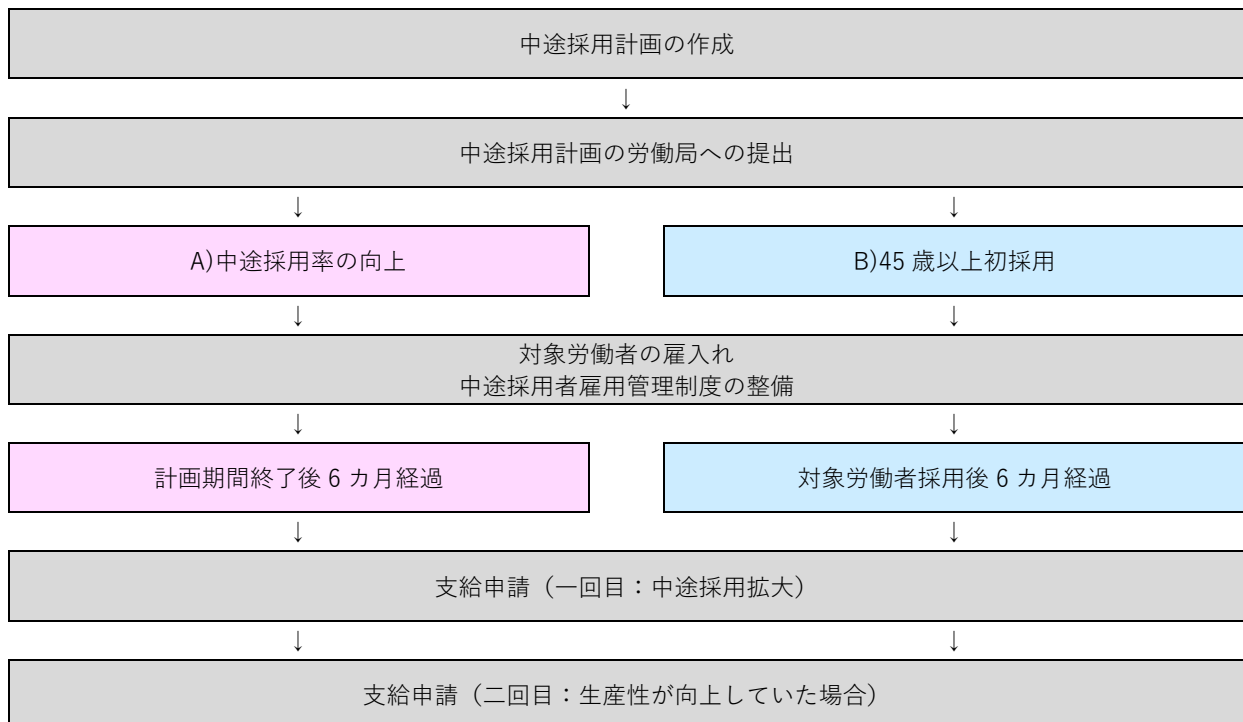 中途採用計画の作成
↓
中途採用計画の労働局への提出
↓ ↓
A)中途採用率の向上 B)45 歳以上初採用
↓ ↓
対象労働者の雇入れ
中途採用者雇用管理制度の整備
↓ ↓
計画期間終了後 6 カ月経過 対象労働者採用後 6 カ月経過
↓ ↓
支給申請（一回目：中途採用拡大）
↓ ↓
支給申請（二回目：生産性が向上していた場合）